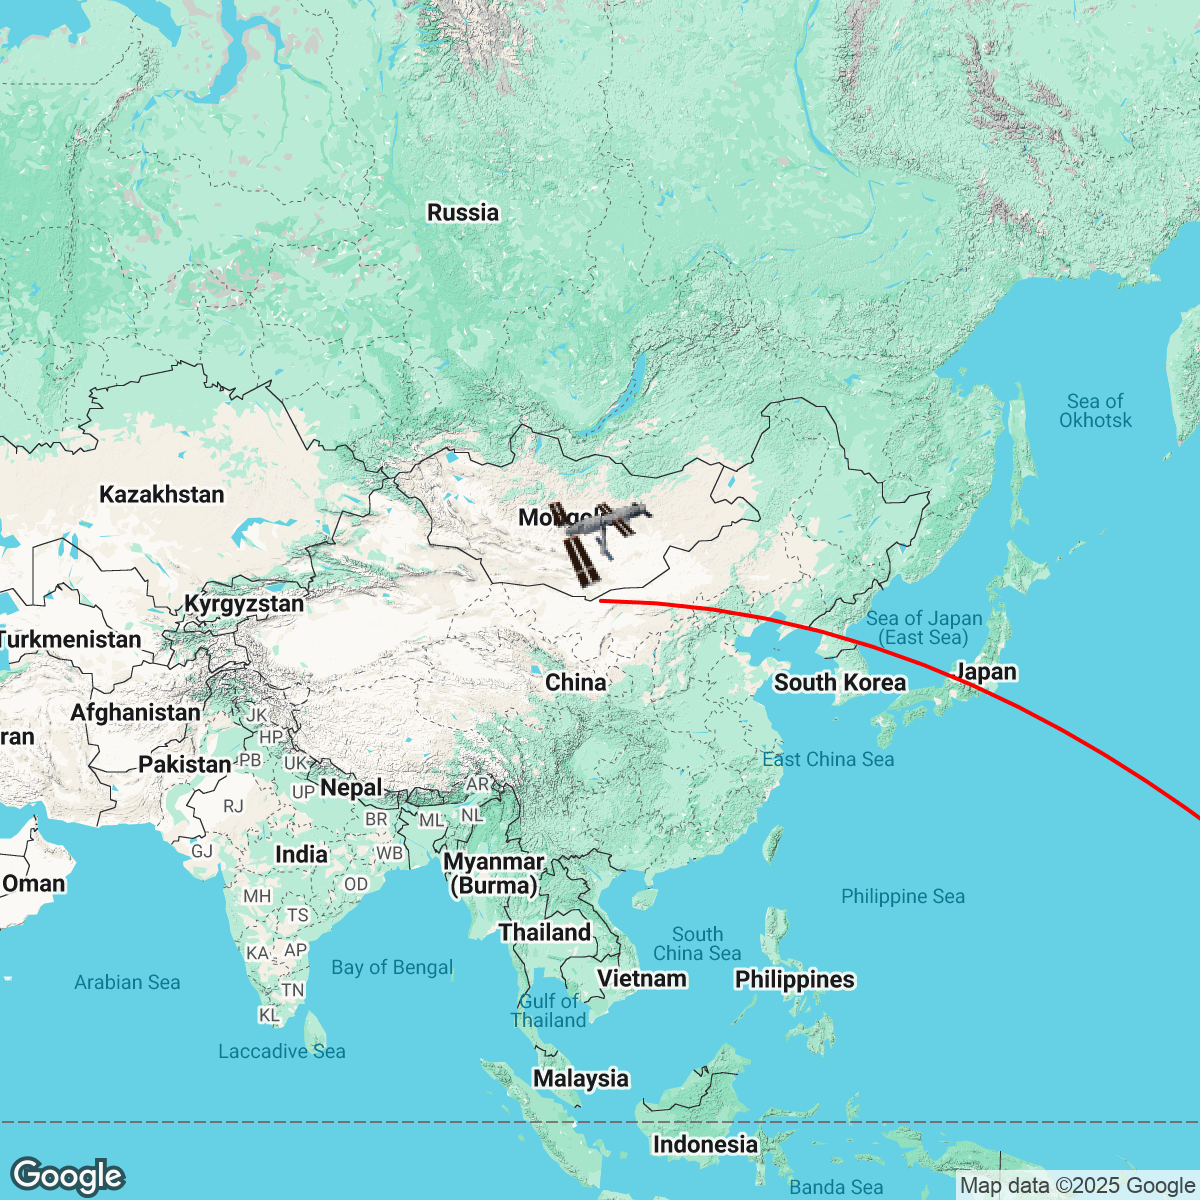 Russia
Sea of
Okhotsk
Kazakhstan
Kyrgyzstan
Sea of Japan
(East Sea)
Turkmenistan
Japan
China
South Korea
Afghanistan
JK
HP
East China Sea
Pakistan
PB
UK
Nepal
AR
UP
RJ
BR
ML
NL
GJ
India
WB
Myanmar
(Burma)
Oman
OD
MH
Philippine Sea
TS
Thailand
South
China Sea
KA
AP
Bay of Bengal
Vietnam
Philippines
Arabian Sea
TN
Gulf of
Thailand
KL
Laccadive Sea
Malaysia
Indonesia
Google
Map data ©2025 Google
Banda Sea